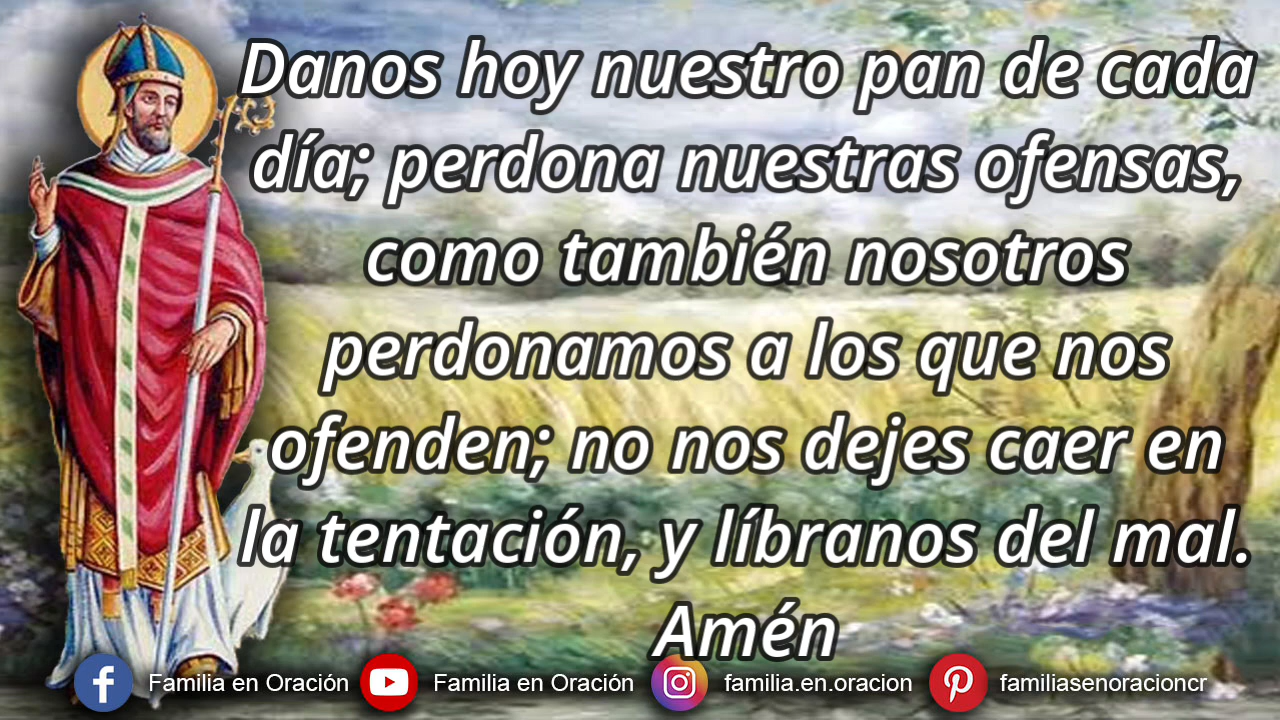 Danos hoy nuestro pan de cada
día; perdona nuestras ofensas,
como también nosotros
perdonamos a los que nos
ofenden; no nos dejes caer en
la tentación, y líbranos del mal.
Amén
Familia en Oración Familia en Oración familia.en.oracion familiasenoracioncr